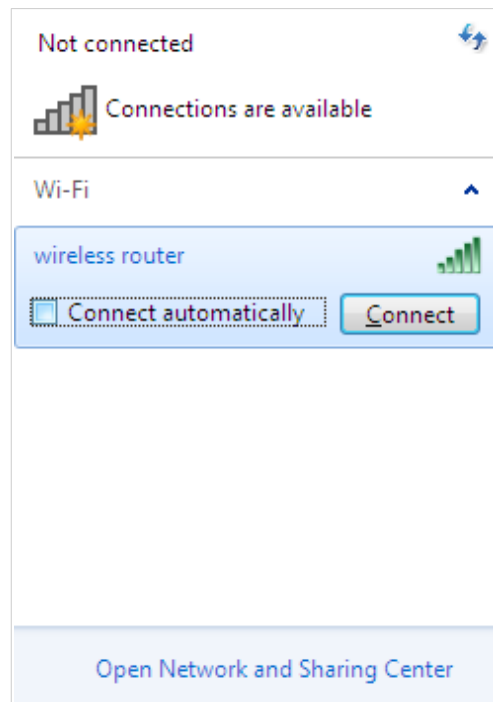 Not connected
Connections are available
Wi-Fi
wireless router
Connect automatically
Connect
Open Network and Sharing Center